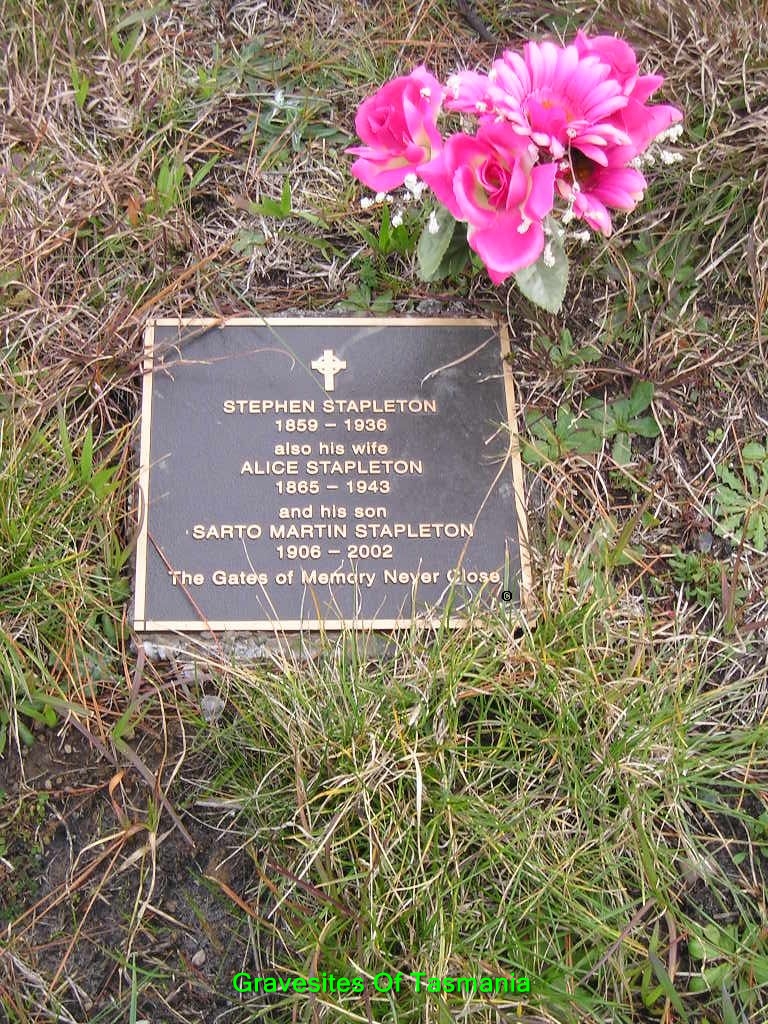 STEPHEN STAPLETON
1859 – 1936
also his wife
ALICE STAPLETON
1865 – 1943
and his son
SARTO MARTIN STAPLETON
1906 – 2002
The Gates of Memory Never Close
©
Gravesites Of Tasmania